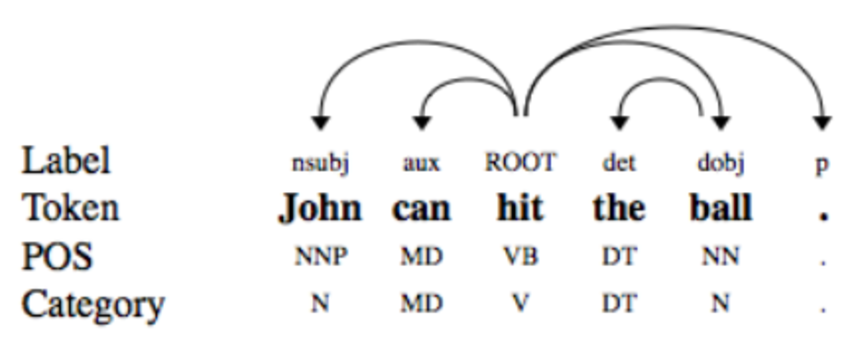 Label nsubj aux ROOT det dobj p
Token John can hit the ball .
POS NNP MD VB DT NN .
Category N MD V DT N .